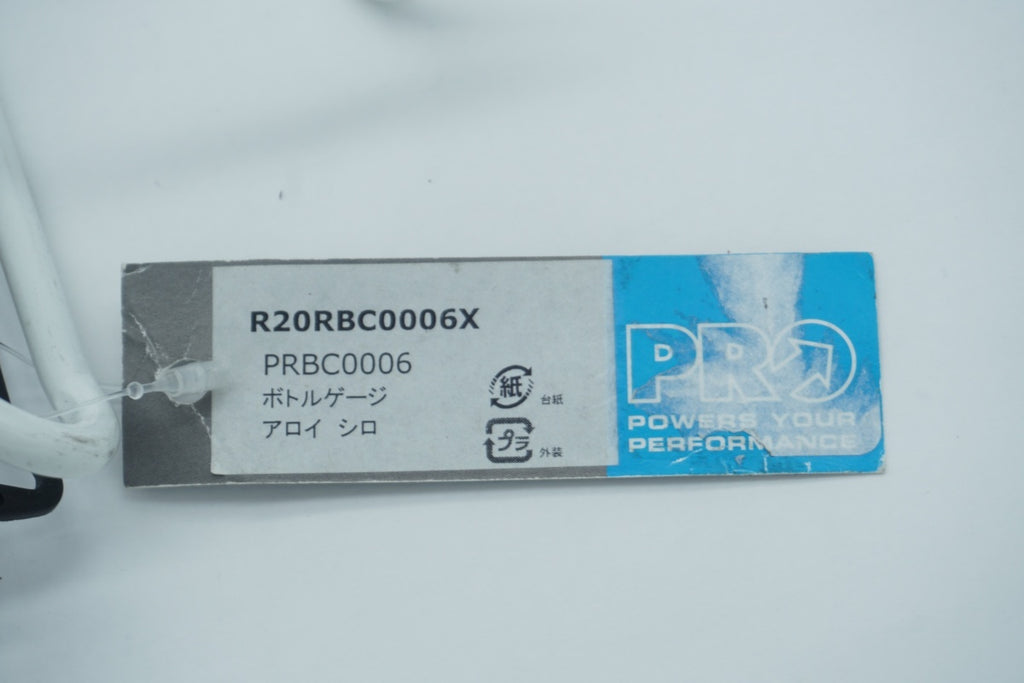 R20RBC0006X
PRBC0006
ボトルゲージ
アロイ シロ
紙 台紙
プラ 外装
PRO
POWERS YOUR
PERFORMANCE